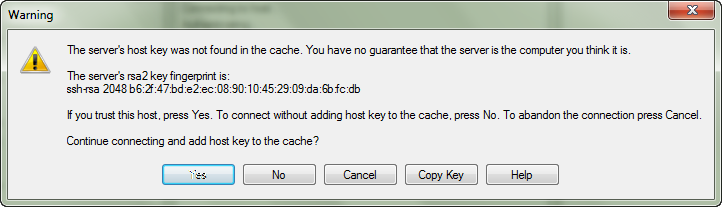 Warning
The server's host key was not found in the cache. You have no guarantee that the server is the computer you think it is.
The server's rsa2 key fingerprint is:
ssh-rsa 2048 b6:2f:47:bd:e2:ec:08:90:10:45:29:09:da:6b:fc:db
If you trust this host, press Yes. To connect without adding host key to the cache, press No. To abandon the connection press Cancel.
Continue connecting and add host key to the cache?
Yes No Cancel Copy Key Help